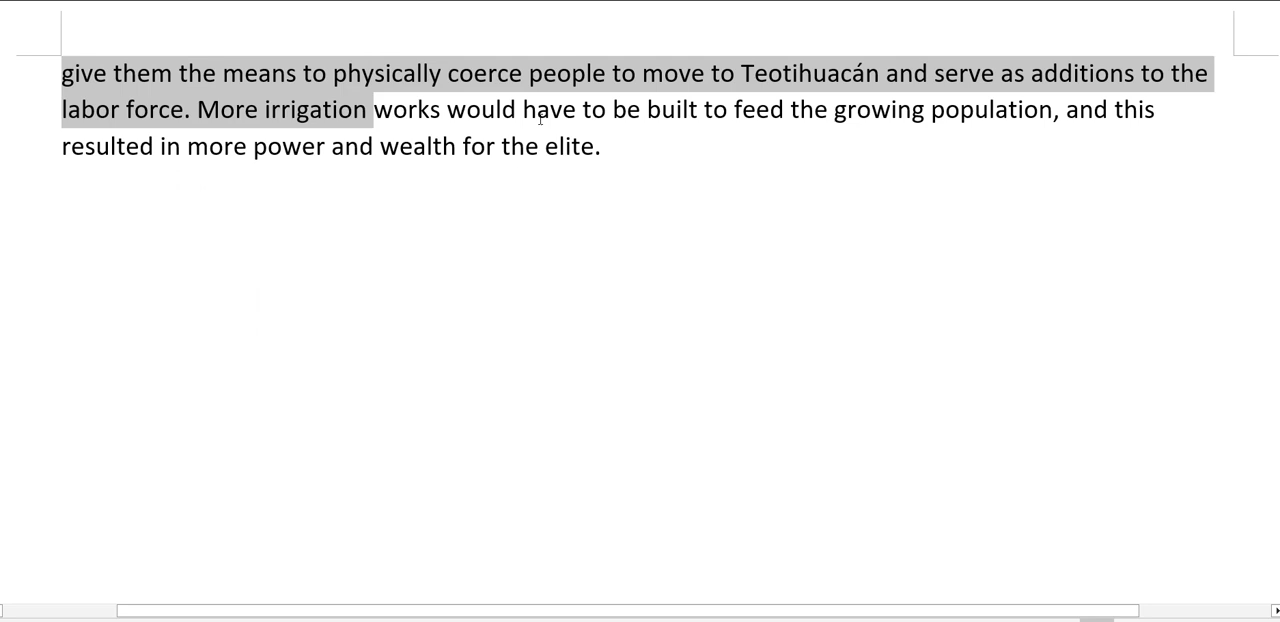 give them the means to physically coerce people to move to Teotihuacán and serve as additions to the
labor force. More irrigation works would have to be built to feed the growing population, and this
resulted in more power and wealth for the elite.